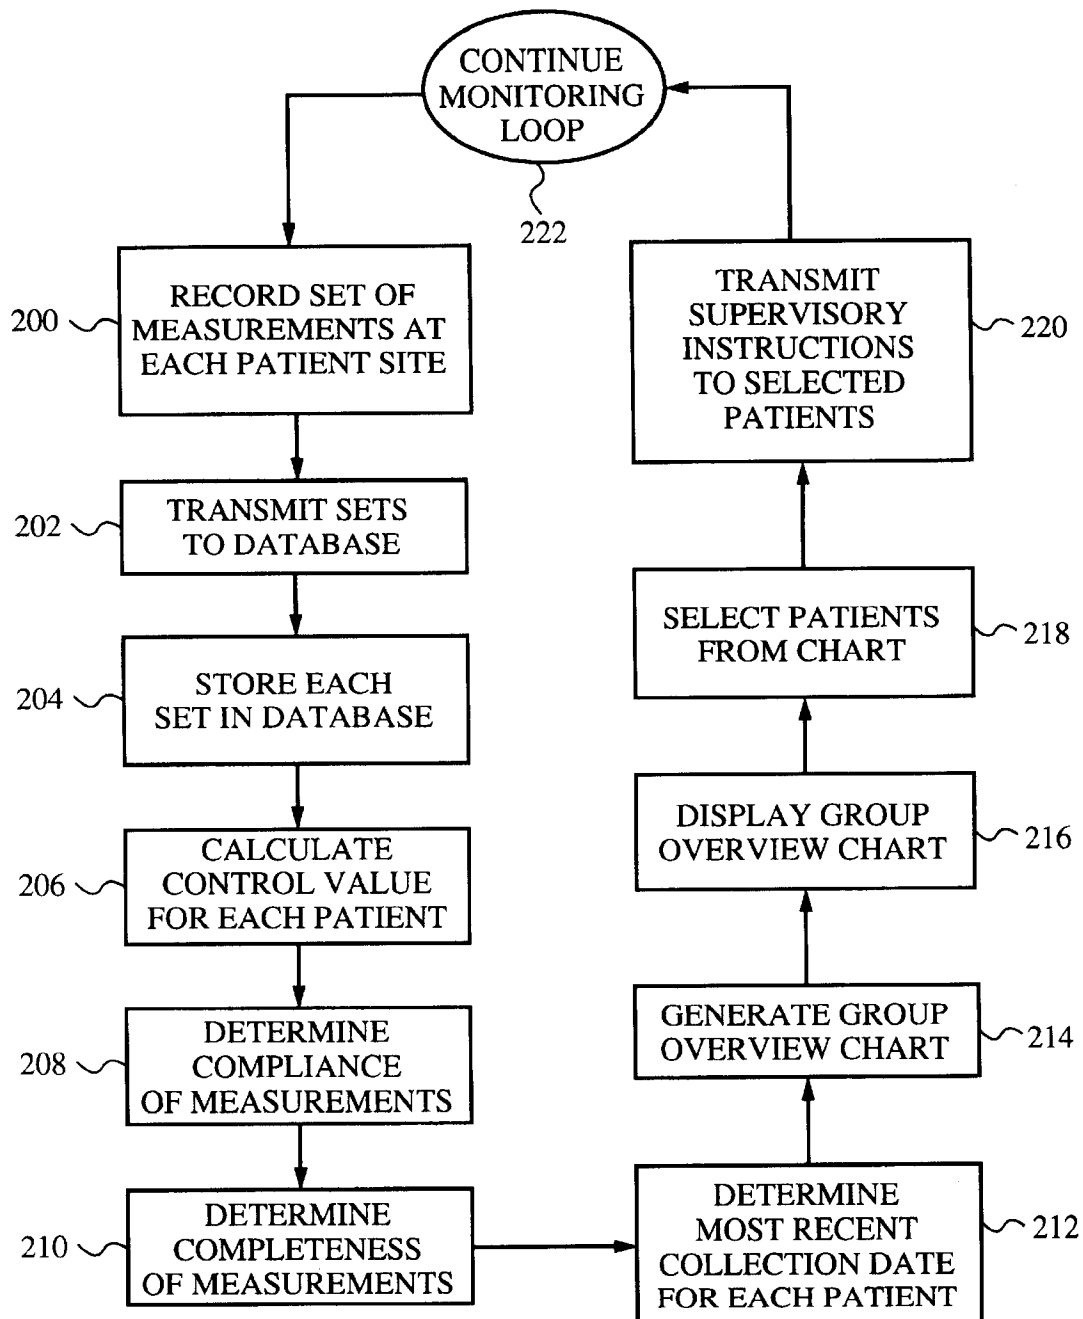 CONTINUE
MONITORING
LOOP
222
200
RECORD SET OF
MEASUREMENTS AT
EACH PATIENT SITE
202
TRANSMIT SETS
TO DATABASE
204
STORE EACH
SET IN DATABASE
206
CALCULATE
CONTROL VALUE
FOR EACH PATIENT
208
DETERMINE
COMPLIANCE
OF MEASUREMENTS
210
DETERMINE
COMPLETENESS
OF MEASUREMENTS
DETERMINE
MOST RECENT
COLLECTION DATE
FOR EACH PATIENT
212
GENERATE GROUP
OVERVIEW CHART
214
DISPLAY GROUP
OVERVIEW CHART
216
SELECT PATIENTS
FROM CHART
218
TRANSMIT
SUPERVISORY
INSTRUCTIONS
TO SELECTED
PATIENTS
220